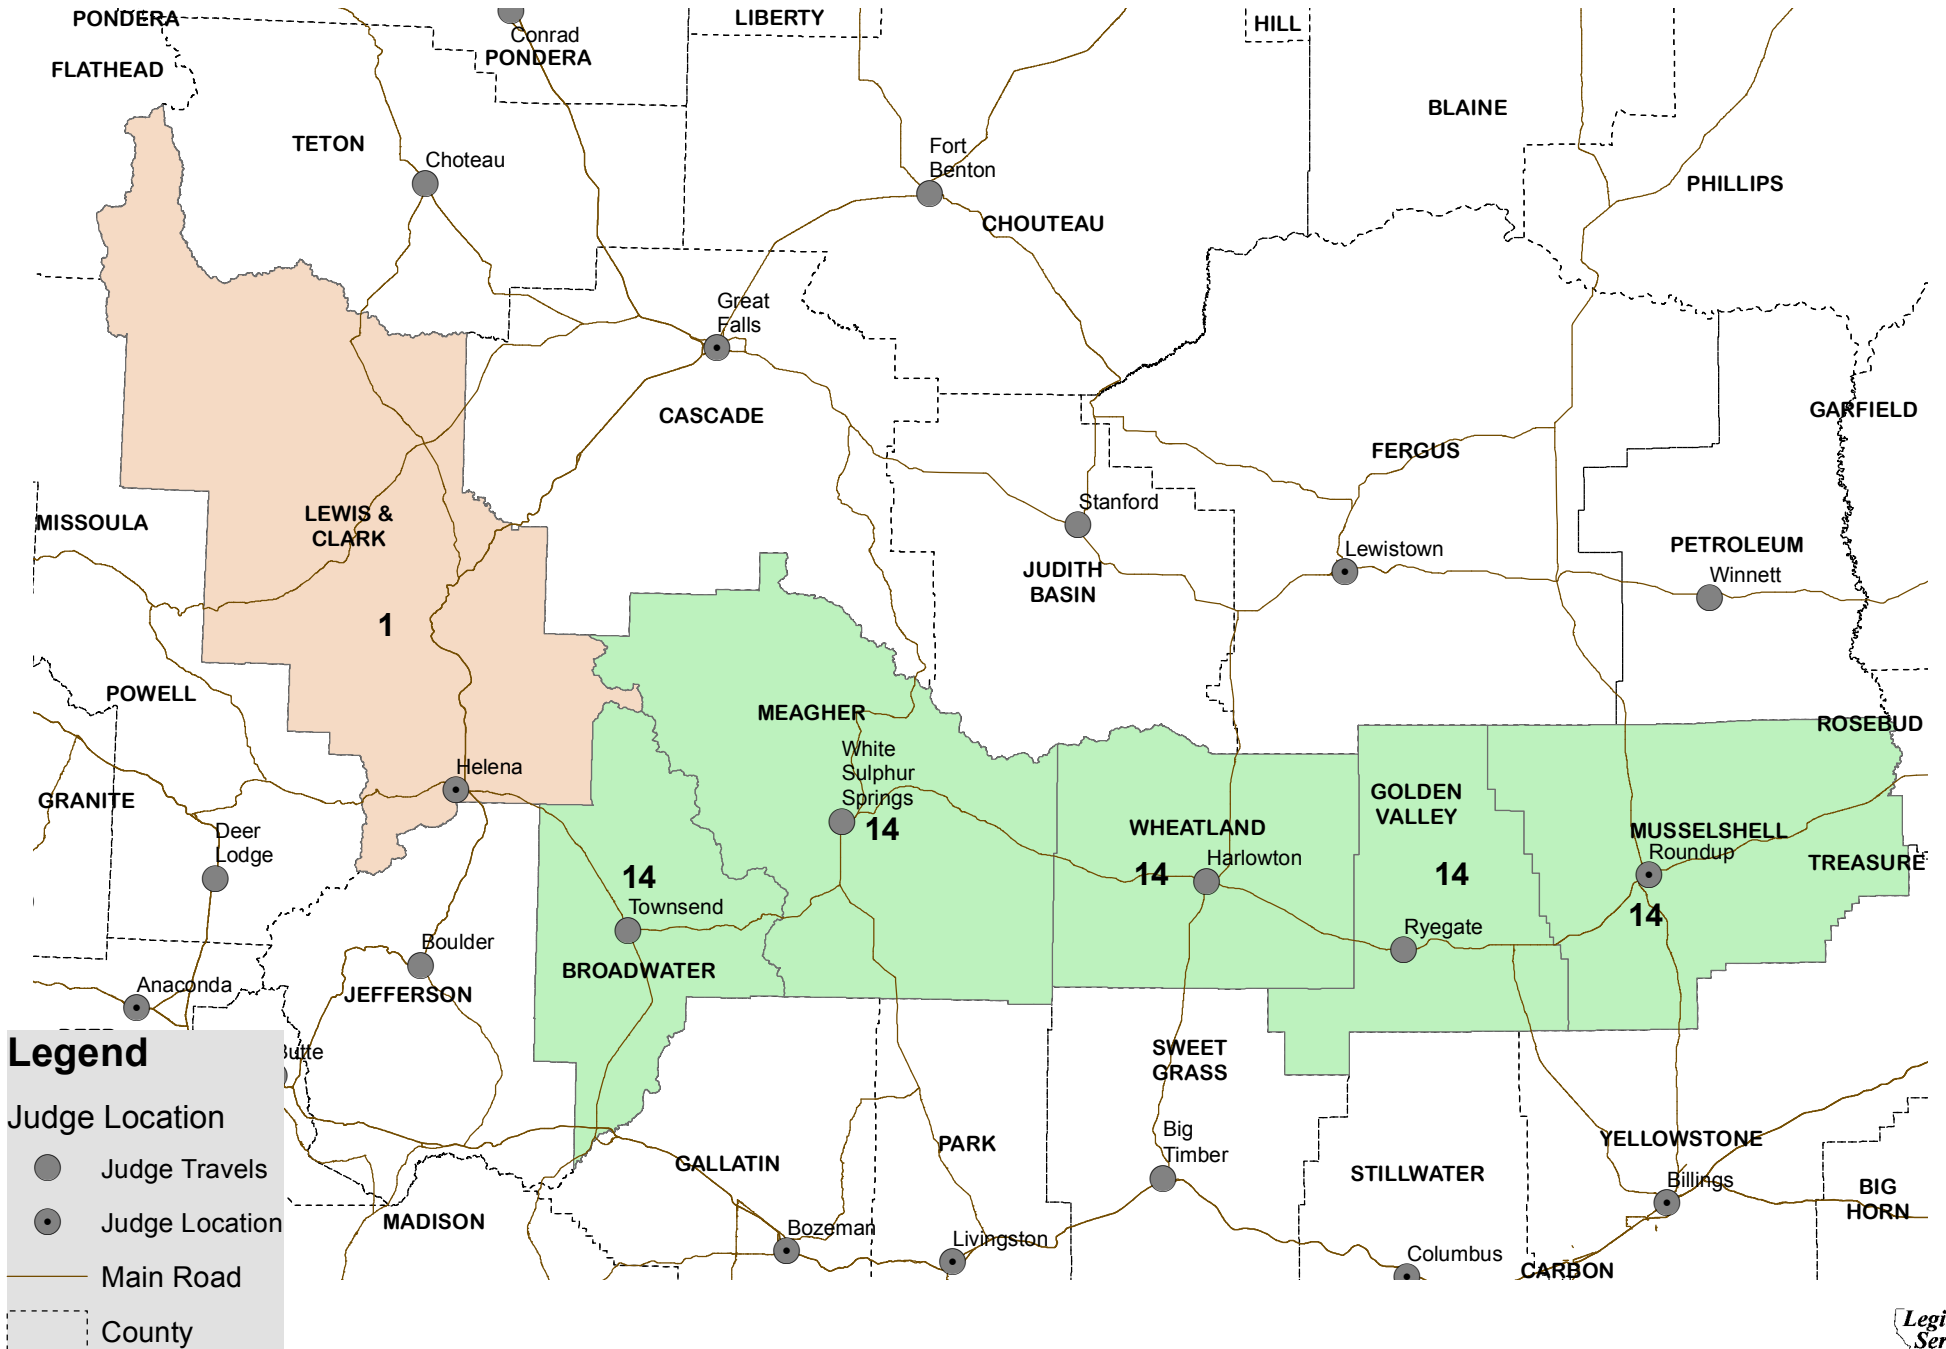 PONDERA
LIBERTY
HILL
Conrad
PONDERA
FLATHEAD
BLAINE
TETON
Choteau
Fort
Benton
PHILLIPS
CHOUTEAU
Great
Falls
CASCADE
GARFIELD
FERGUS
Stanford
LEWIS &
CLARK
MISSOULA
Lewistown
PETROLEUM
Winnett
JUDITH
BASIN
1
POWELL
MEAGHER
ROSEBUD
White
Sulphur
Springs
14
Helena
GRANITE
GOLDEN
VALLEY
14
WHEATLAND
Harlowton
14
MUSSELSHELL
Roundup
14
TREASURE
Deer
Lodge
14
Townsend
BROADWATER
Ryegate
Boulder
JEFFERSON
Anaconda
Butte
SWEET
GRASS
Big
Timber
PARK
GALLATIN
YELLOWSTONE
STILLWATER
Billings
BIG
HORN
MADISON
Bozeman
Livingston
Columbus
CARBON
Legend
Judge Location
Judge Travels
Judge Location
Main Road
County
Legi
Ser